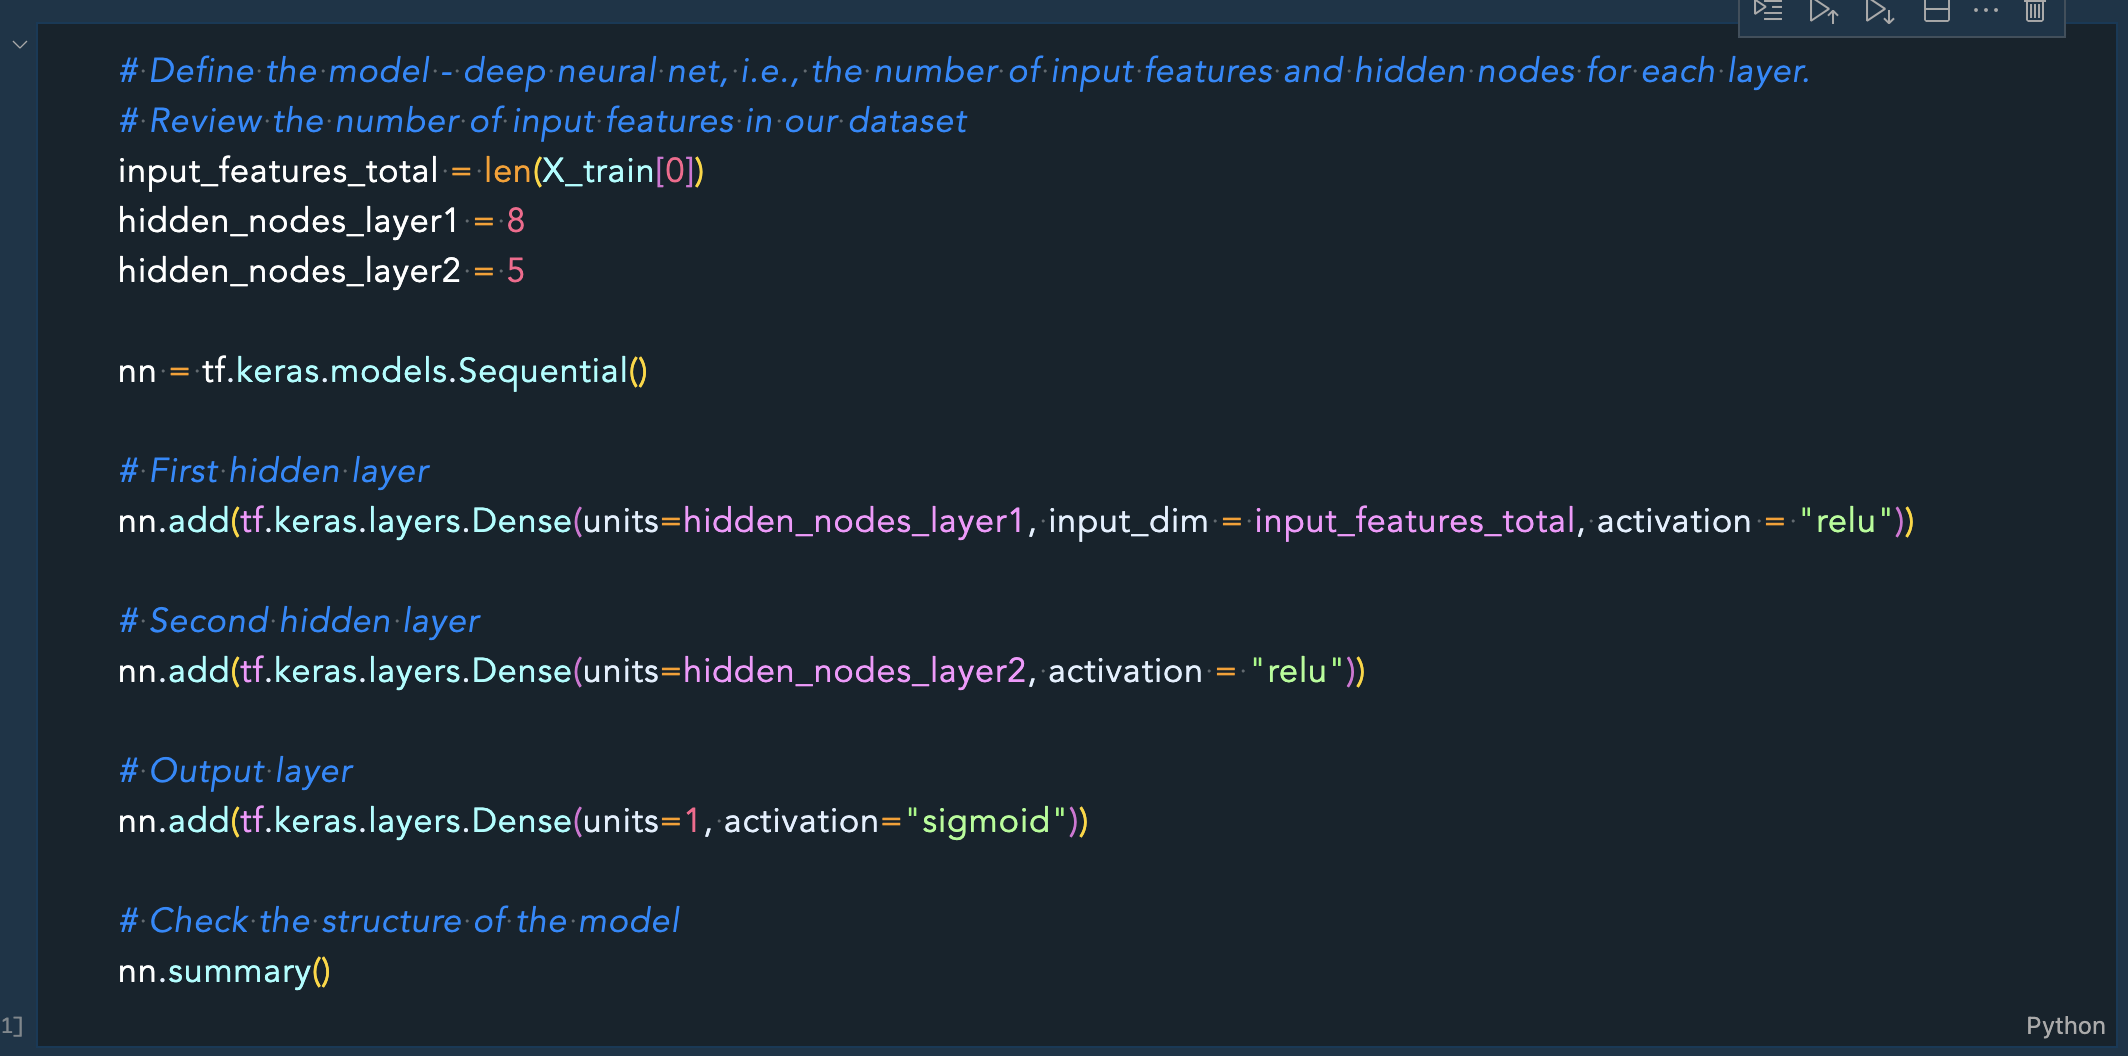 # Define the model - deep neural net, i.e., the number of input features and hidden nodes for each layer.
# Review the number of input features in our dataset
input_features_total = len(X_train[0])
hidden_nodes_layer1 = 8
hidden_nodes_layer2 = 5
nn = tf.keras.models.Sequential()
# First hidden layer
nn.add(tf.keras.layers.Dense(units=hidden_nodes_layer1, input_dim = input_features_total, activation = "relu"))
# Second hidden layer
nn.add(tf.keras.layers.Dense(units=hidden_nodes_layer2, activation = "relu"))
# Output layer
nn.add(tf.keras.layers.Dense(units=1, activation="sigmoid"))
# Check the structure of the model
nn.summary()
1]
Python